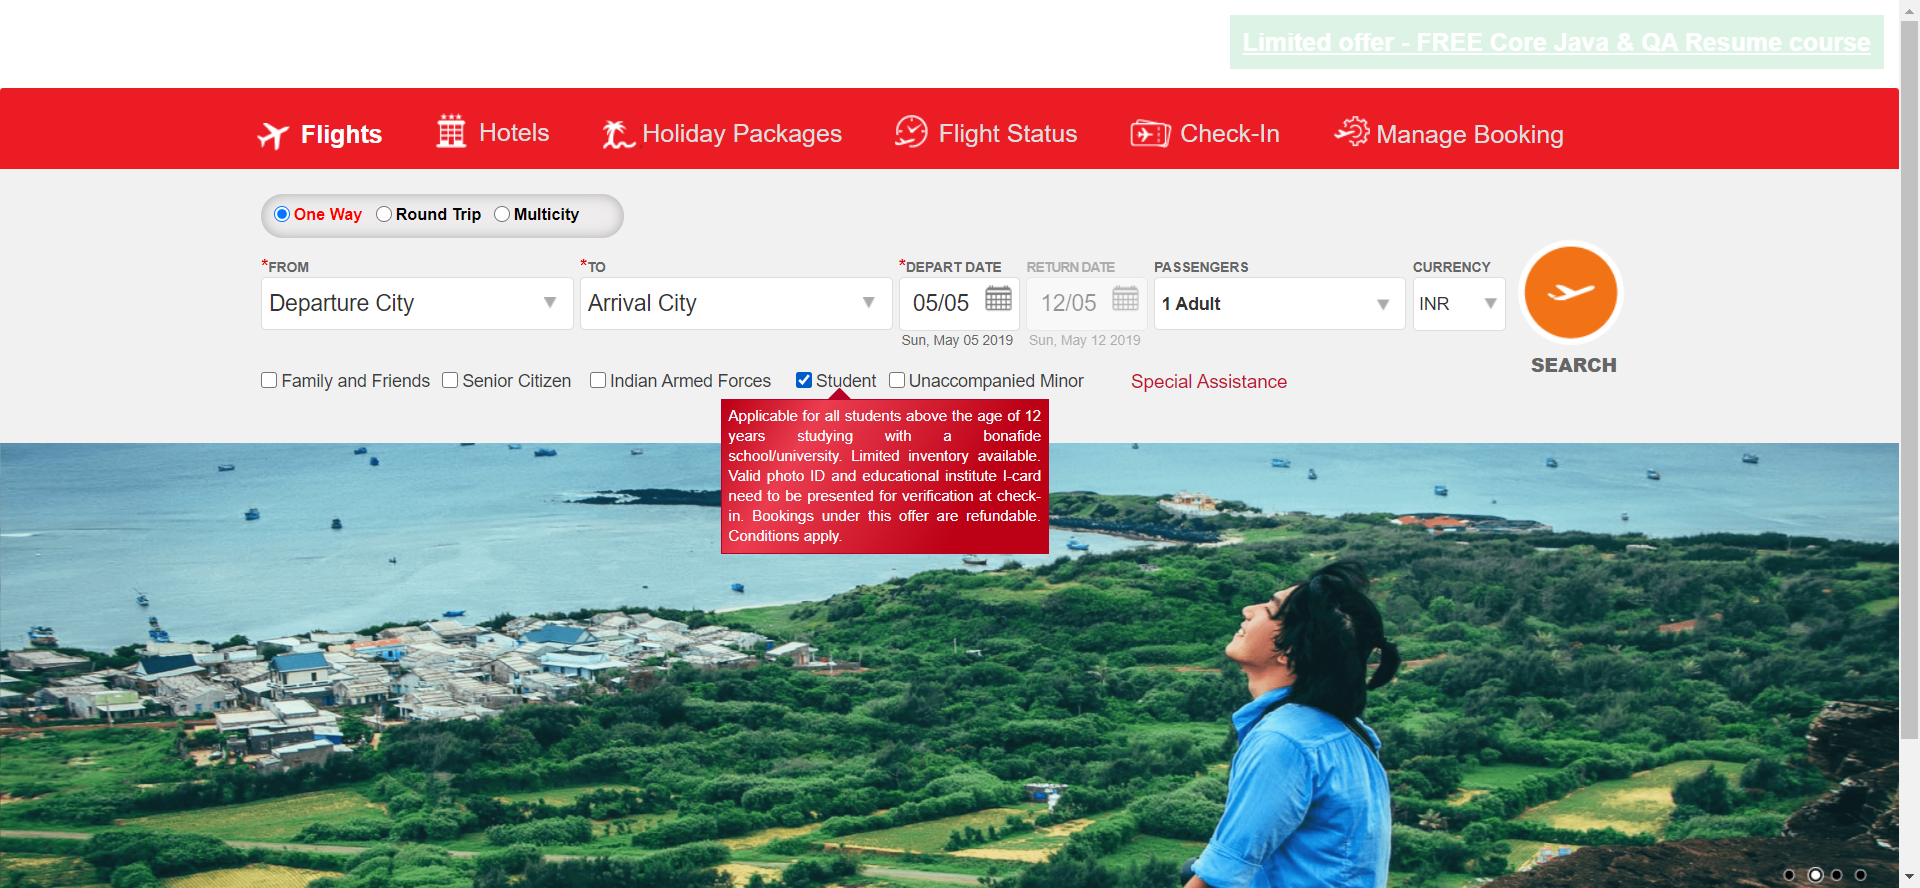 Limited offer - FREE Core Java & QA Resume course
Flights
Hotels
Holiday Packages
Flight Status
Check-In
Manage Booking
One Way
Round Trip
Multicity
*FROM
*TO
*DEPART DATE
RETURN DATE
PASSENGERS
CURRENCY
Departure City
Arrival City
05/05
12/05
1 Adult
INR
Sun, May 05 2019
Sun, May 12 2019
SEARCH
Family and Friends
Senior Citizen
Indian Armed Forces
Student
Unaccompanied Minor
Special Assistance
Applicable for all students above the age of 12
years studying with a bonafide
school/university. Limited inventory available.
Valid photo ID and educational institute I-card
need to be presented for verification at check-
in. Bookings under this offer are refundable.
Conditions apply.